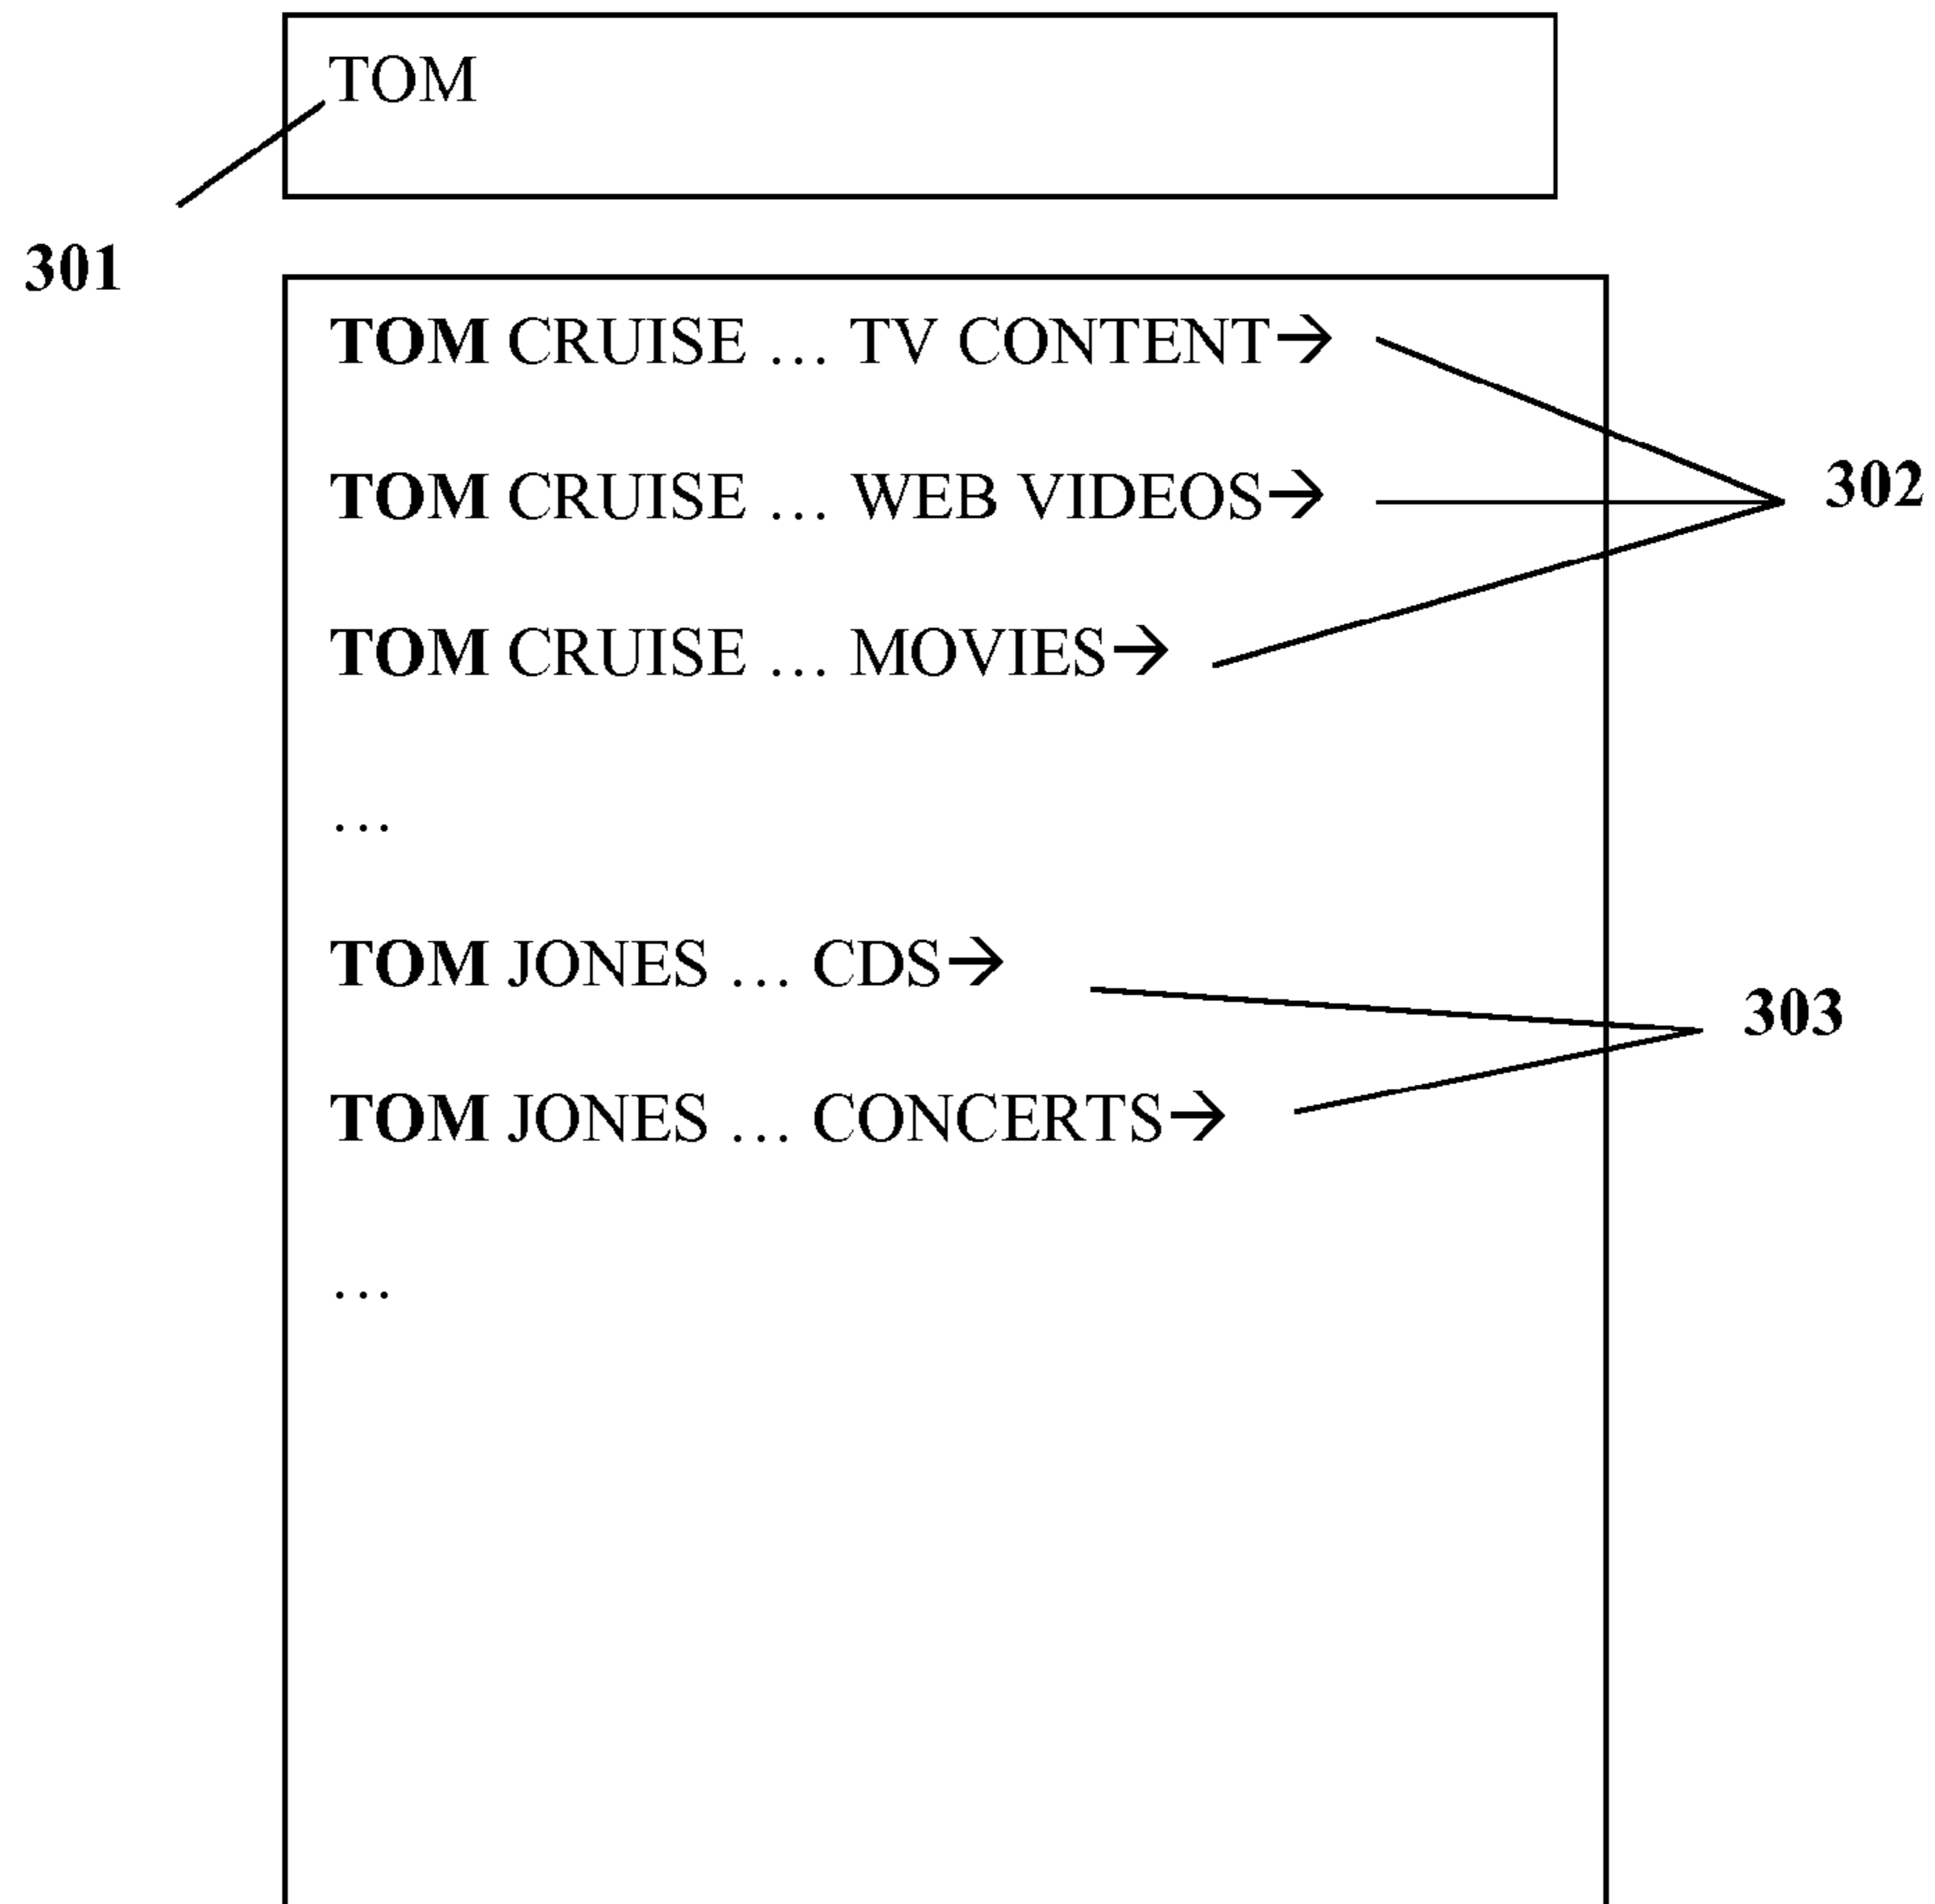 TOM
301
TOM CRUISE ... TV CONTENT→
TOM CRUISE ... WEB VIDEOS→
302
TOM CRUISE ... MOVIES→
...
TOM JONES ... CDS→
303
TOM JONES ... CONCERTS→
...